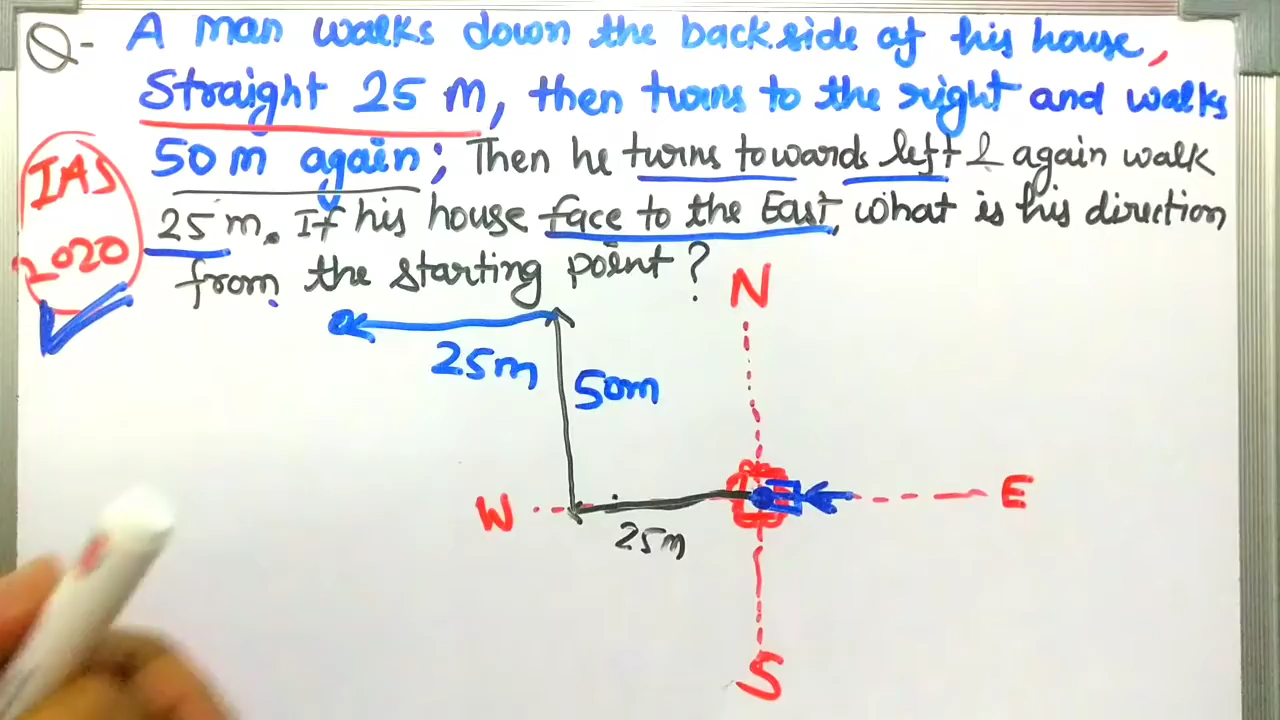 Q- A man walks down the backside of his house,
Straight 25 M, then turns to the right and walks
50 m again; Then he turns towards left & again walk
25 m. If his house face to the East, what is his direction
from the starting point?
IAS
2020
N
25m
50m
W
E
25m
S